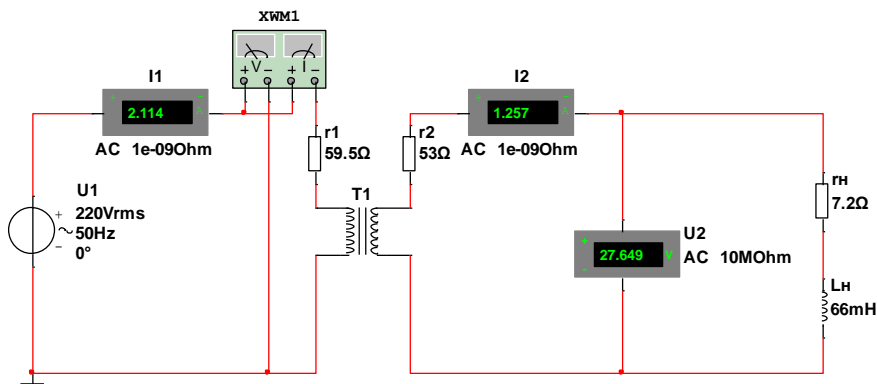 XWM1
V I
+ − + −
I1
2.114
AC 1e-09Ohm
I2
1.257
AC 1e-09Ohm
r1
59.5Ω
r2
53Ω
T1
U1
220Vrms
50Hz
0°
+
~
−
rн
7.2Ω
U2
+
27.649 V
−
AC 10MOhm
Lн
66mH